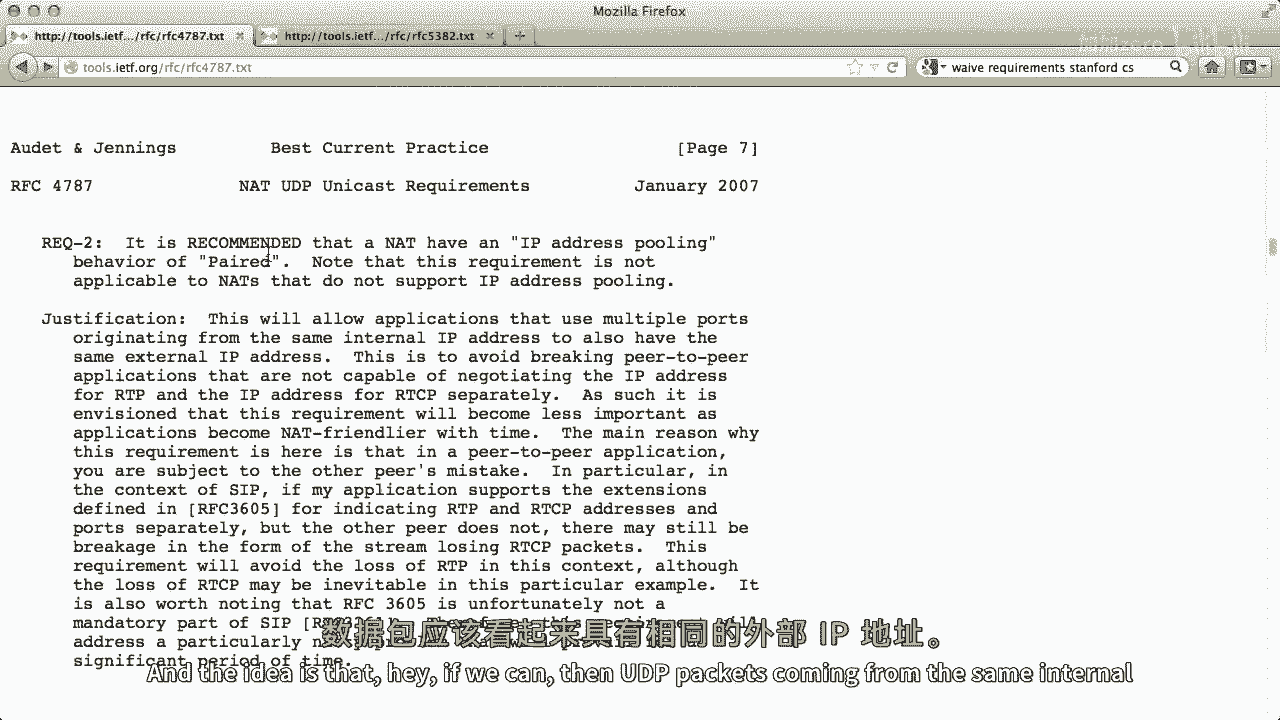 Mozilla Firefox
http://tools.ietf.../rfc/rfc4787.txt
http://tools.ietf.../rfc/rfc5382.txt
tools.ietf.org/rfc/rfc4787.txt
waive requirements stanford cs
Audet & Jennings Best Current Practice [Page 7]
RFC 4787 NAT UDP Unicast Requirements January 2007
REQ-2: It is RECOMMENDED that a NAT have an "IP address pooling"
behavior of "Paired". Note that this requirement is not
applicable to NATs that do not support IP address pooling.
Justification: This will allow applications that use multiple ports
originating from the same internal IP address to also have the
same external IP address. This is to avoid breaking peer-to-peer
applications that are not capable of negotiating the IP address
for RTP and the IP address for RTCP separately. As such it is
envisioned that this requirement will become less important as
applications become NAT-friendlier with time. The main reason why
this requirement is here is that in a peer-to-peer application,
you are subject to the other peer's mistake. In particular, in
the context of SIP, if my application supports the extensions
defined in [RFC3605] for indicating RTP and RTCP addresses and
ports separately, but the other peer does not, there may still be
breakage in the form of the stream losing RTCP packets. This
requirement will avoid the loss of RTP in this context, although
the loss of RTCP may be inevitable in this particular example. It
is also worth noting that RFC 3605 is unfortunately not a
mandatory part of SIP
address a particularly
significant period of time.
数据包应该看起来具有相同的外部 IP 地址。
And the idea is that, hey, if we can, then UDP packets coming from the same internal